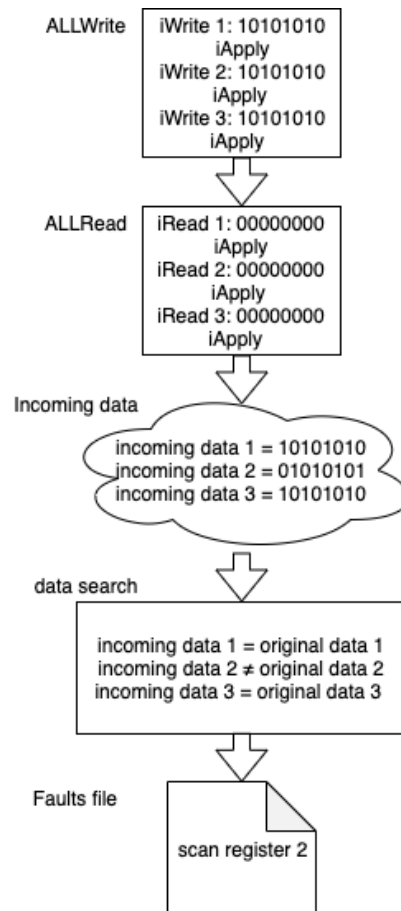 ALLWrite
iWrite 1: 10101010
iApply
iWrite 2: 10101010
iApply
iWrite 3: 10101010
iApply
ALLRead
iRead 1: 00000000
iApply
iRead 2: 00000000
iApply
iRead 3: 00000000
iApply
Incoming data
incoming data 1 = 10101010
incoming data 2 = 01010101
incoming data 3 = 10101010
data search
incoming data 1 = original data 1
incoming data 2 ≠ original data 2
incoming data 3 = original data 3
Faults file
scan register 2